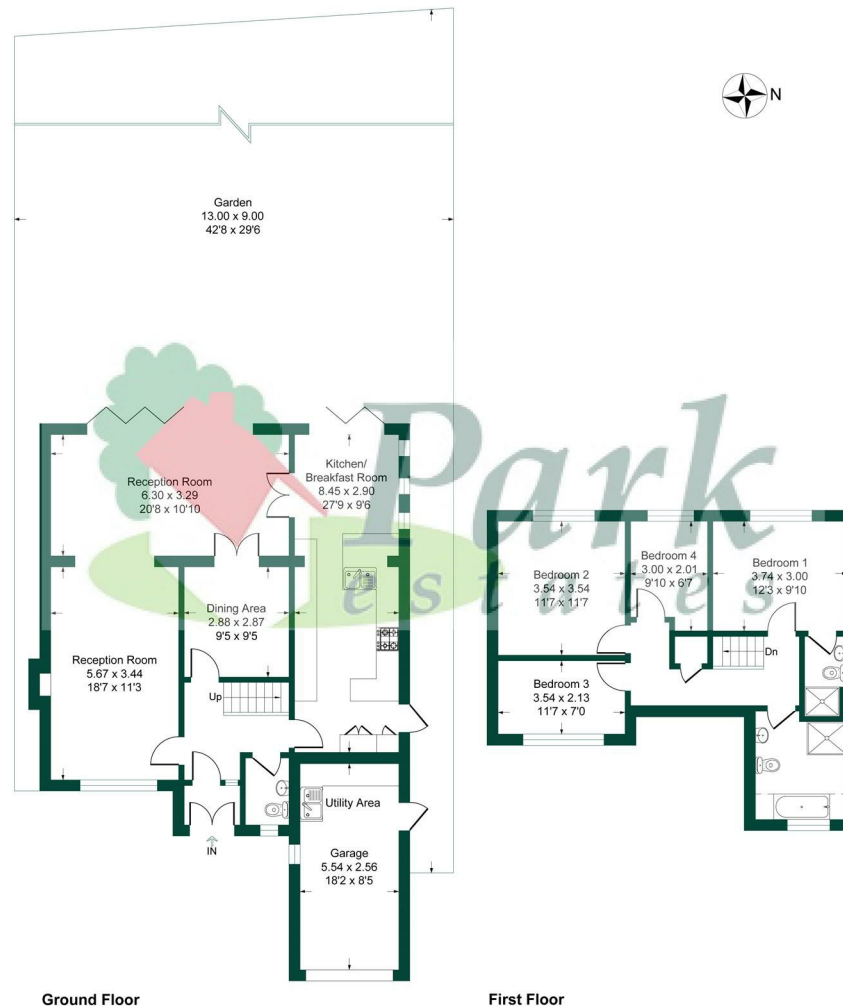 N
Garden
13.00 x 9.00
42'8 x 29'6
Park
estates
Reception Room
6.30 x 3.29
20'8 x 10'10
Kitchen/
Breakfast Room
8.45 x 2.90
27'9 x 9'6
Dining Area
2.88 x 2.87
9'5 x 9'5
Reception Room
5.67 x 3.44
18'7 x 11'3
Up
IN
Utility Area
Garage
5.54 x 2.56
18'2 x 8'5
Ground Floor
Bedroom 2
3.54 x 3.54
11'7 x 11'7
Bedroom 4
3.00 x 2.01
9'10 x 6'7
Bedroom 1
3.74 x 3.00
12'3 x 9'10
Dn
Bedroom 3
3.54 x 2.13
11'7 x 7'0
First Floor